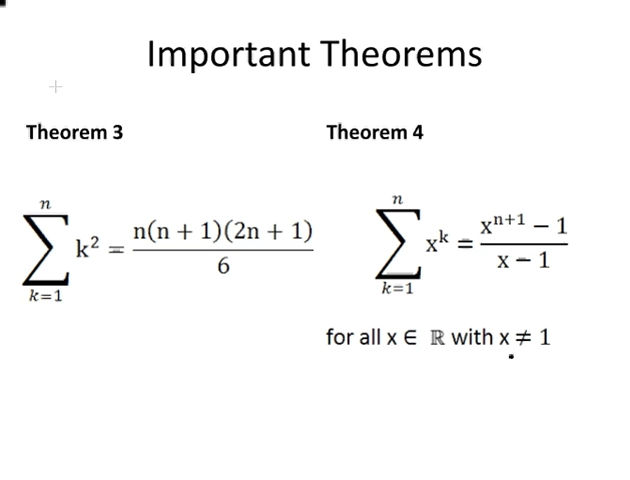 Important Theorems
Theorem 3
n
∑ k² = n(n + 1)(2n + 1) / 6
k=1
Theorem 4
n
∑ xᵏ = xⁿ⁺¹ − 1 / x − 1
k=1
for all x ∈ ℝ with x ≠ 1